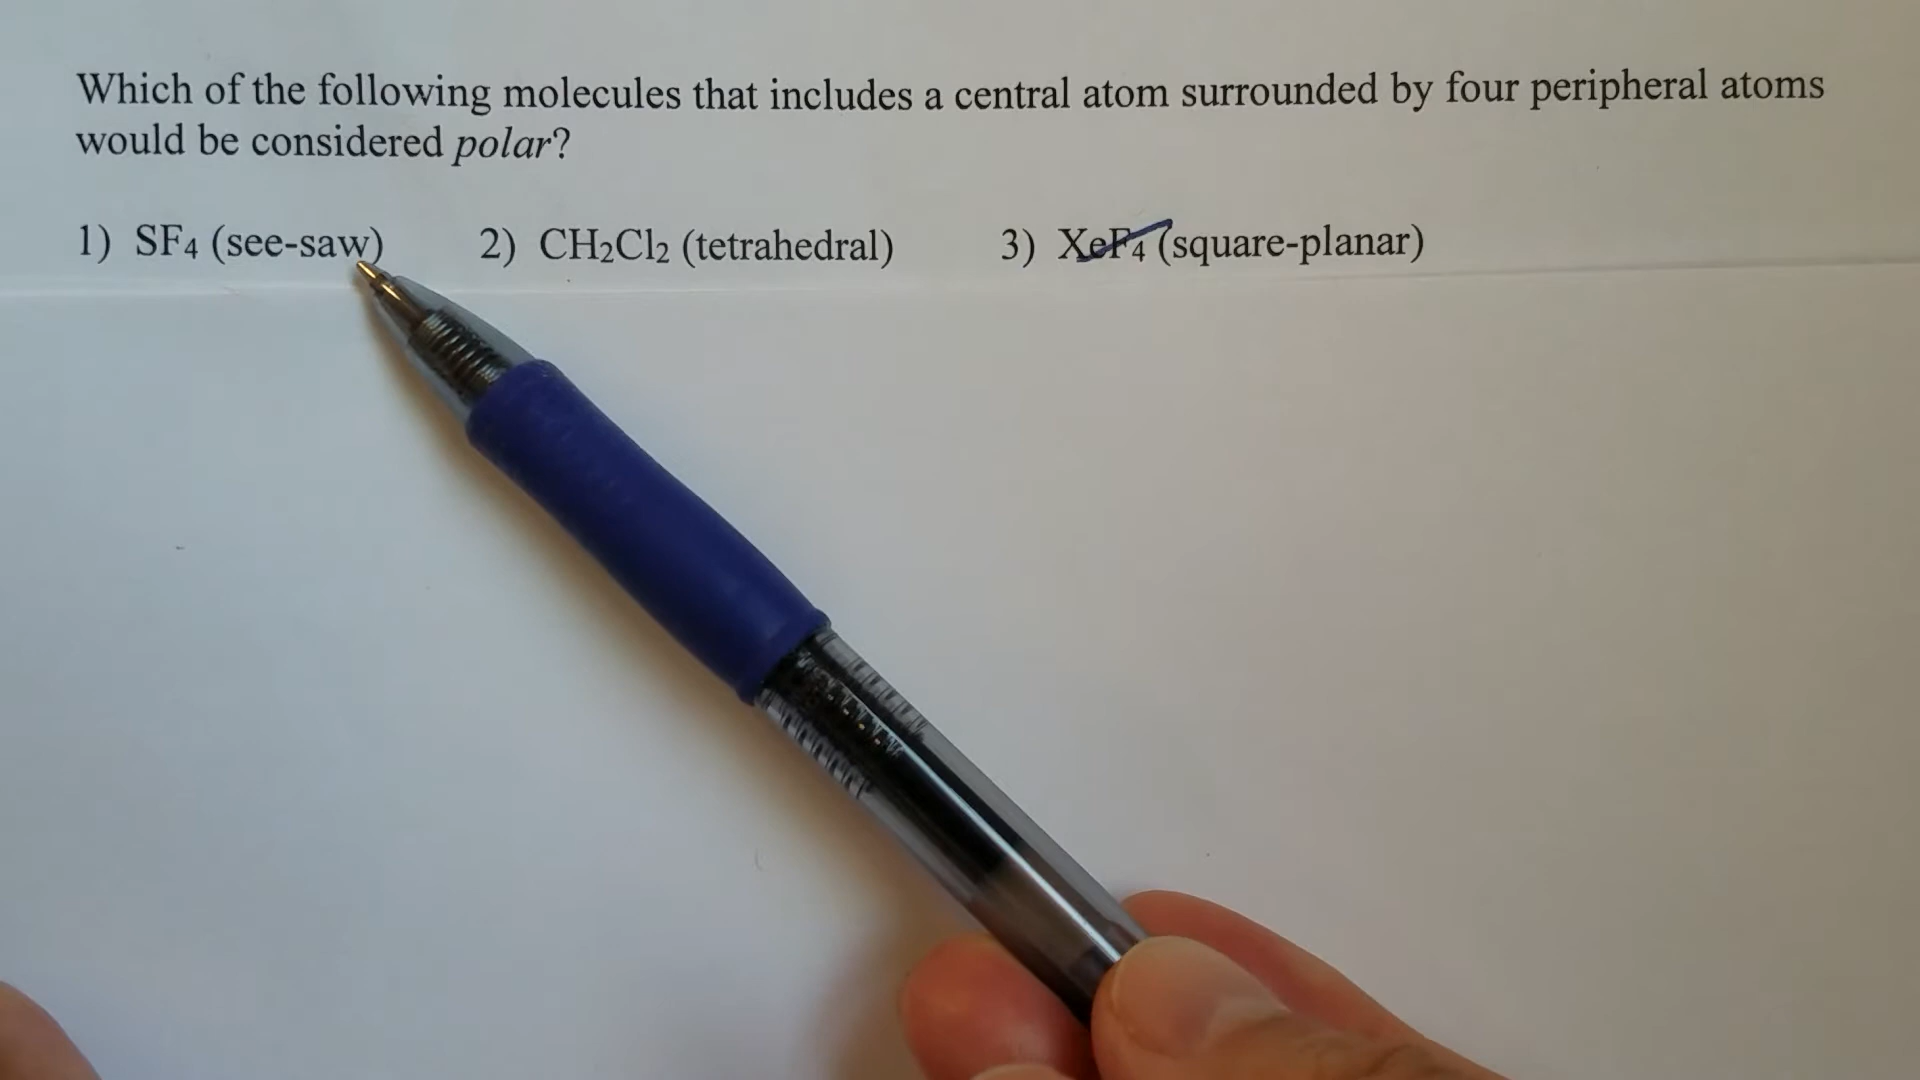 Which of the following molecules that includes a central atom surrounded by four peripheral atoms
would be considered polar?
1) SF₄ (see-saw) 2) CH₂Cl₂ (tetrahedral) 3) XeF₄ (square-planar)